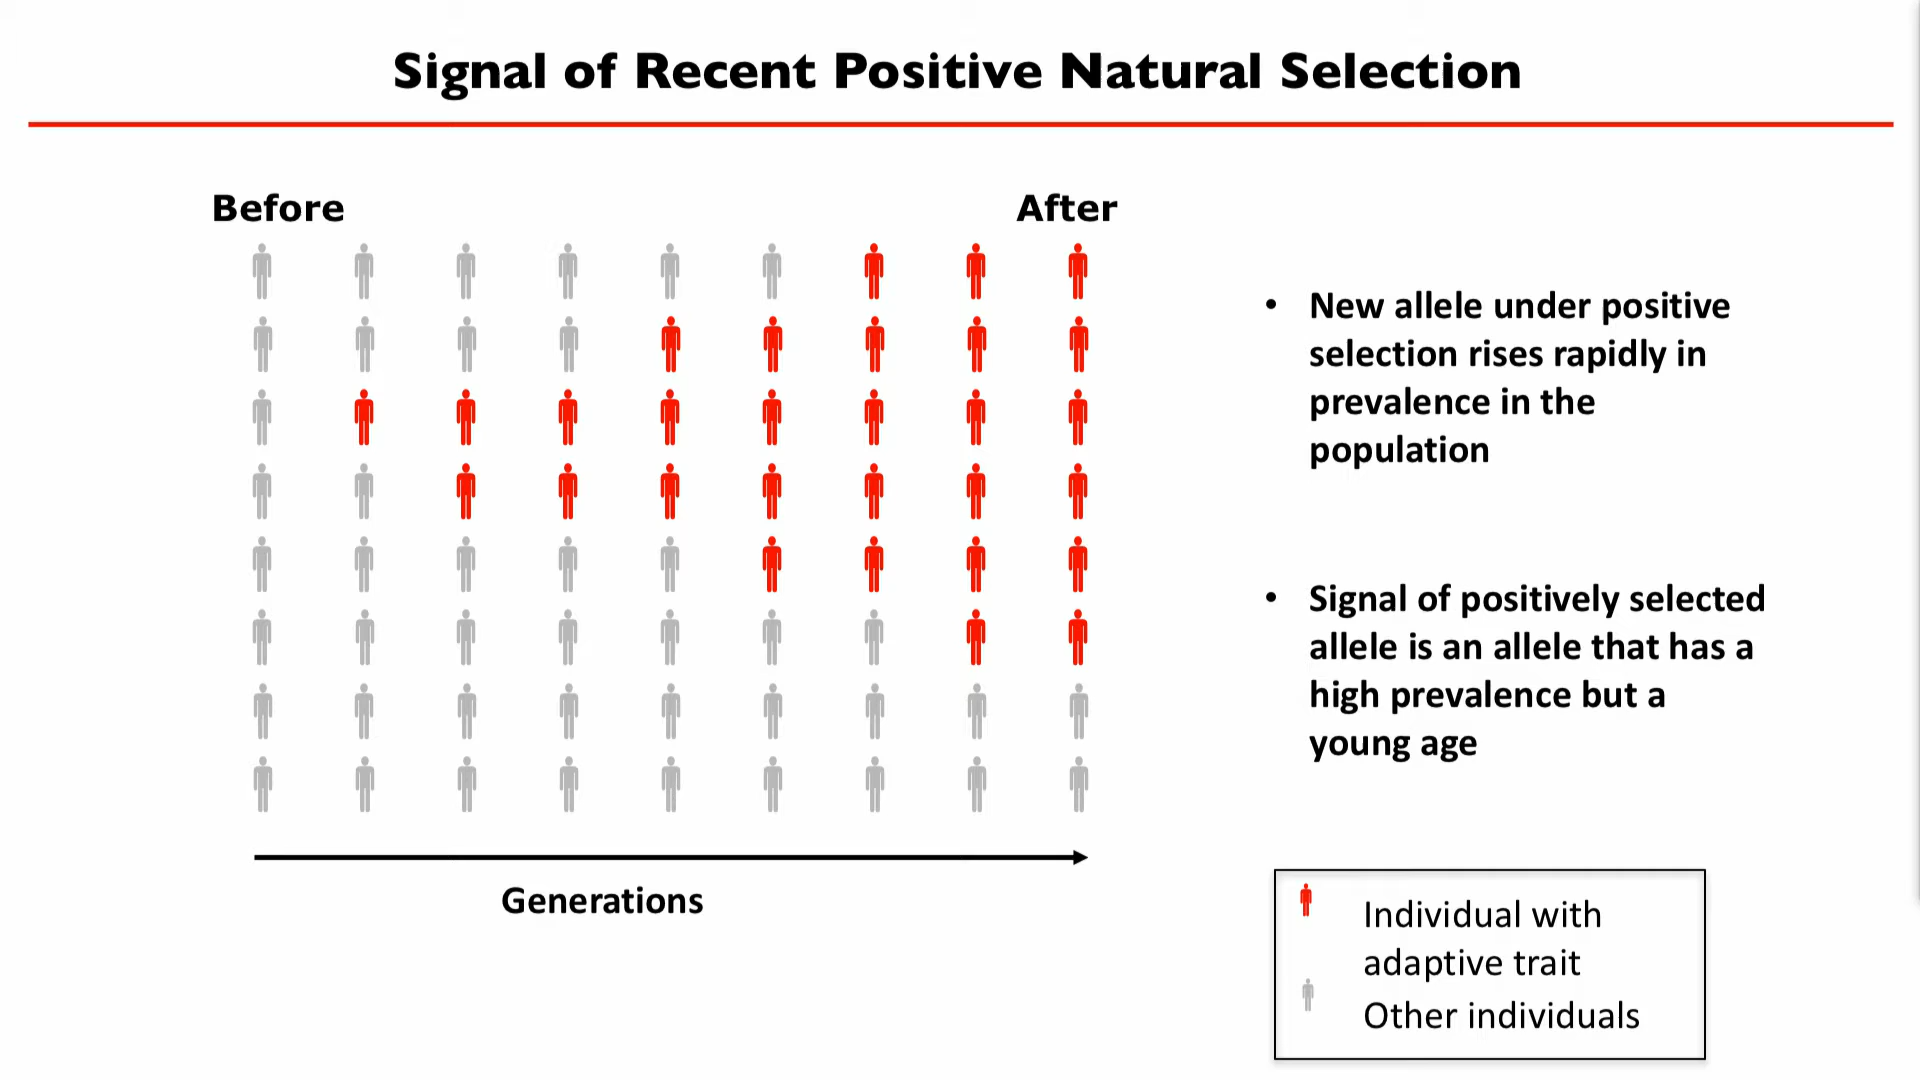 Signal of Recent Positive Natural Selection
Before
After
• New allele under positive
selection rises rapidly in
prevalence in the
population
• Signal of positively selected
allele is an allele that has a
high prevalence but a
young age
Generations
Individual with
adaptive trait
Other individuals